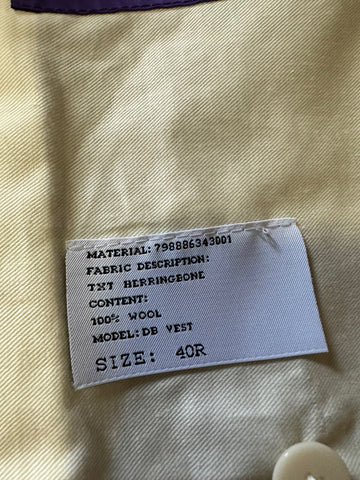 MATERIAL: 798886343001
FABRIC DESCRIPTION:
TXT HERRINGBONE
CONTENT:
100% WOOL
MODEL: DB VEST
SIZE: 40R